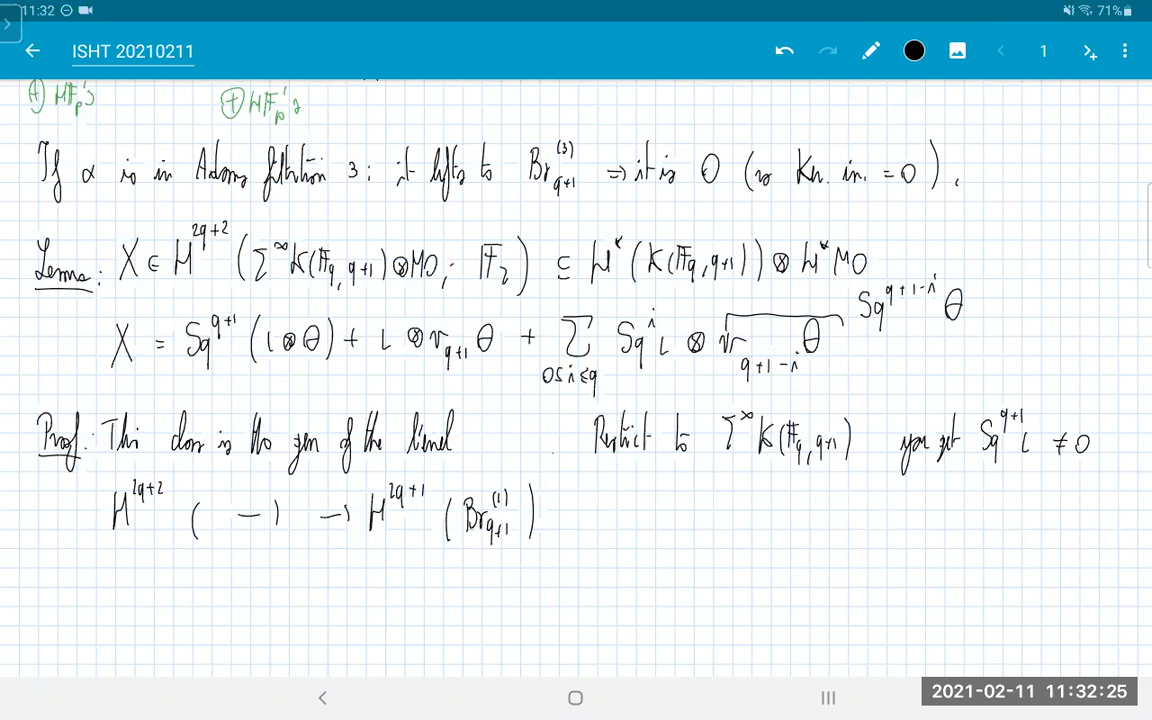 11:32 71%
ISHT 20210211 1
A) HF_p's ⊕ HF_p's
If α is in Adams filtration 3: it lifts to Br_{q+1}^{(3)} ⇒ it is 0 (so Kn. in. = 0).
Lemma: X ∈ H^{2q+2} (Σ^∞ K(F_q, q+1) ⊗ MO; F_2) ⊆ H^*(K(F_q, q+1)) ⊗ H^* MO
X = Sq^{q+1} (ι ⊗ θ) + ι ⊗ v_{q+1} θ + Σ_{0≤i≤q} Sq^i ι ⊗ v_{q+1-i} θ Sq^{q+1-i} θ
Proof: This class is the gen of the kernel Restrict to Σ^∞ K(F_q, q+1) you get Sq^{q+1} ι ≠ 0
H^{2q+2} ( — ) → H^{2q+1} (Br_{q+1}^{(1)})
2021-02-11 11:32:25